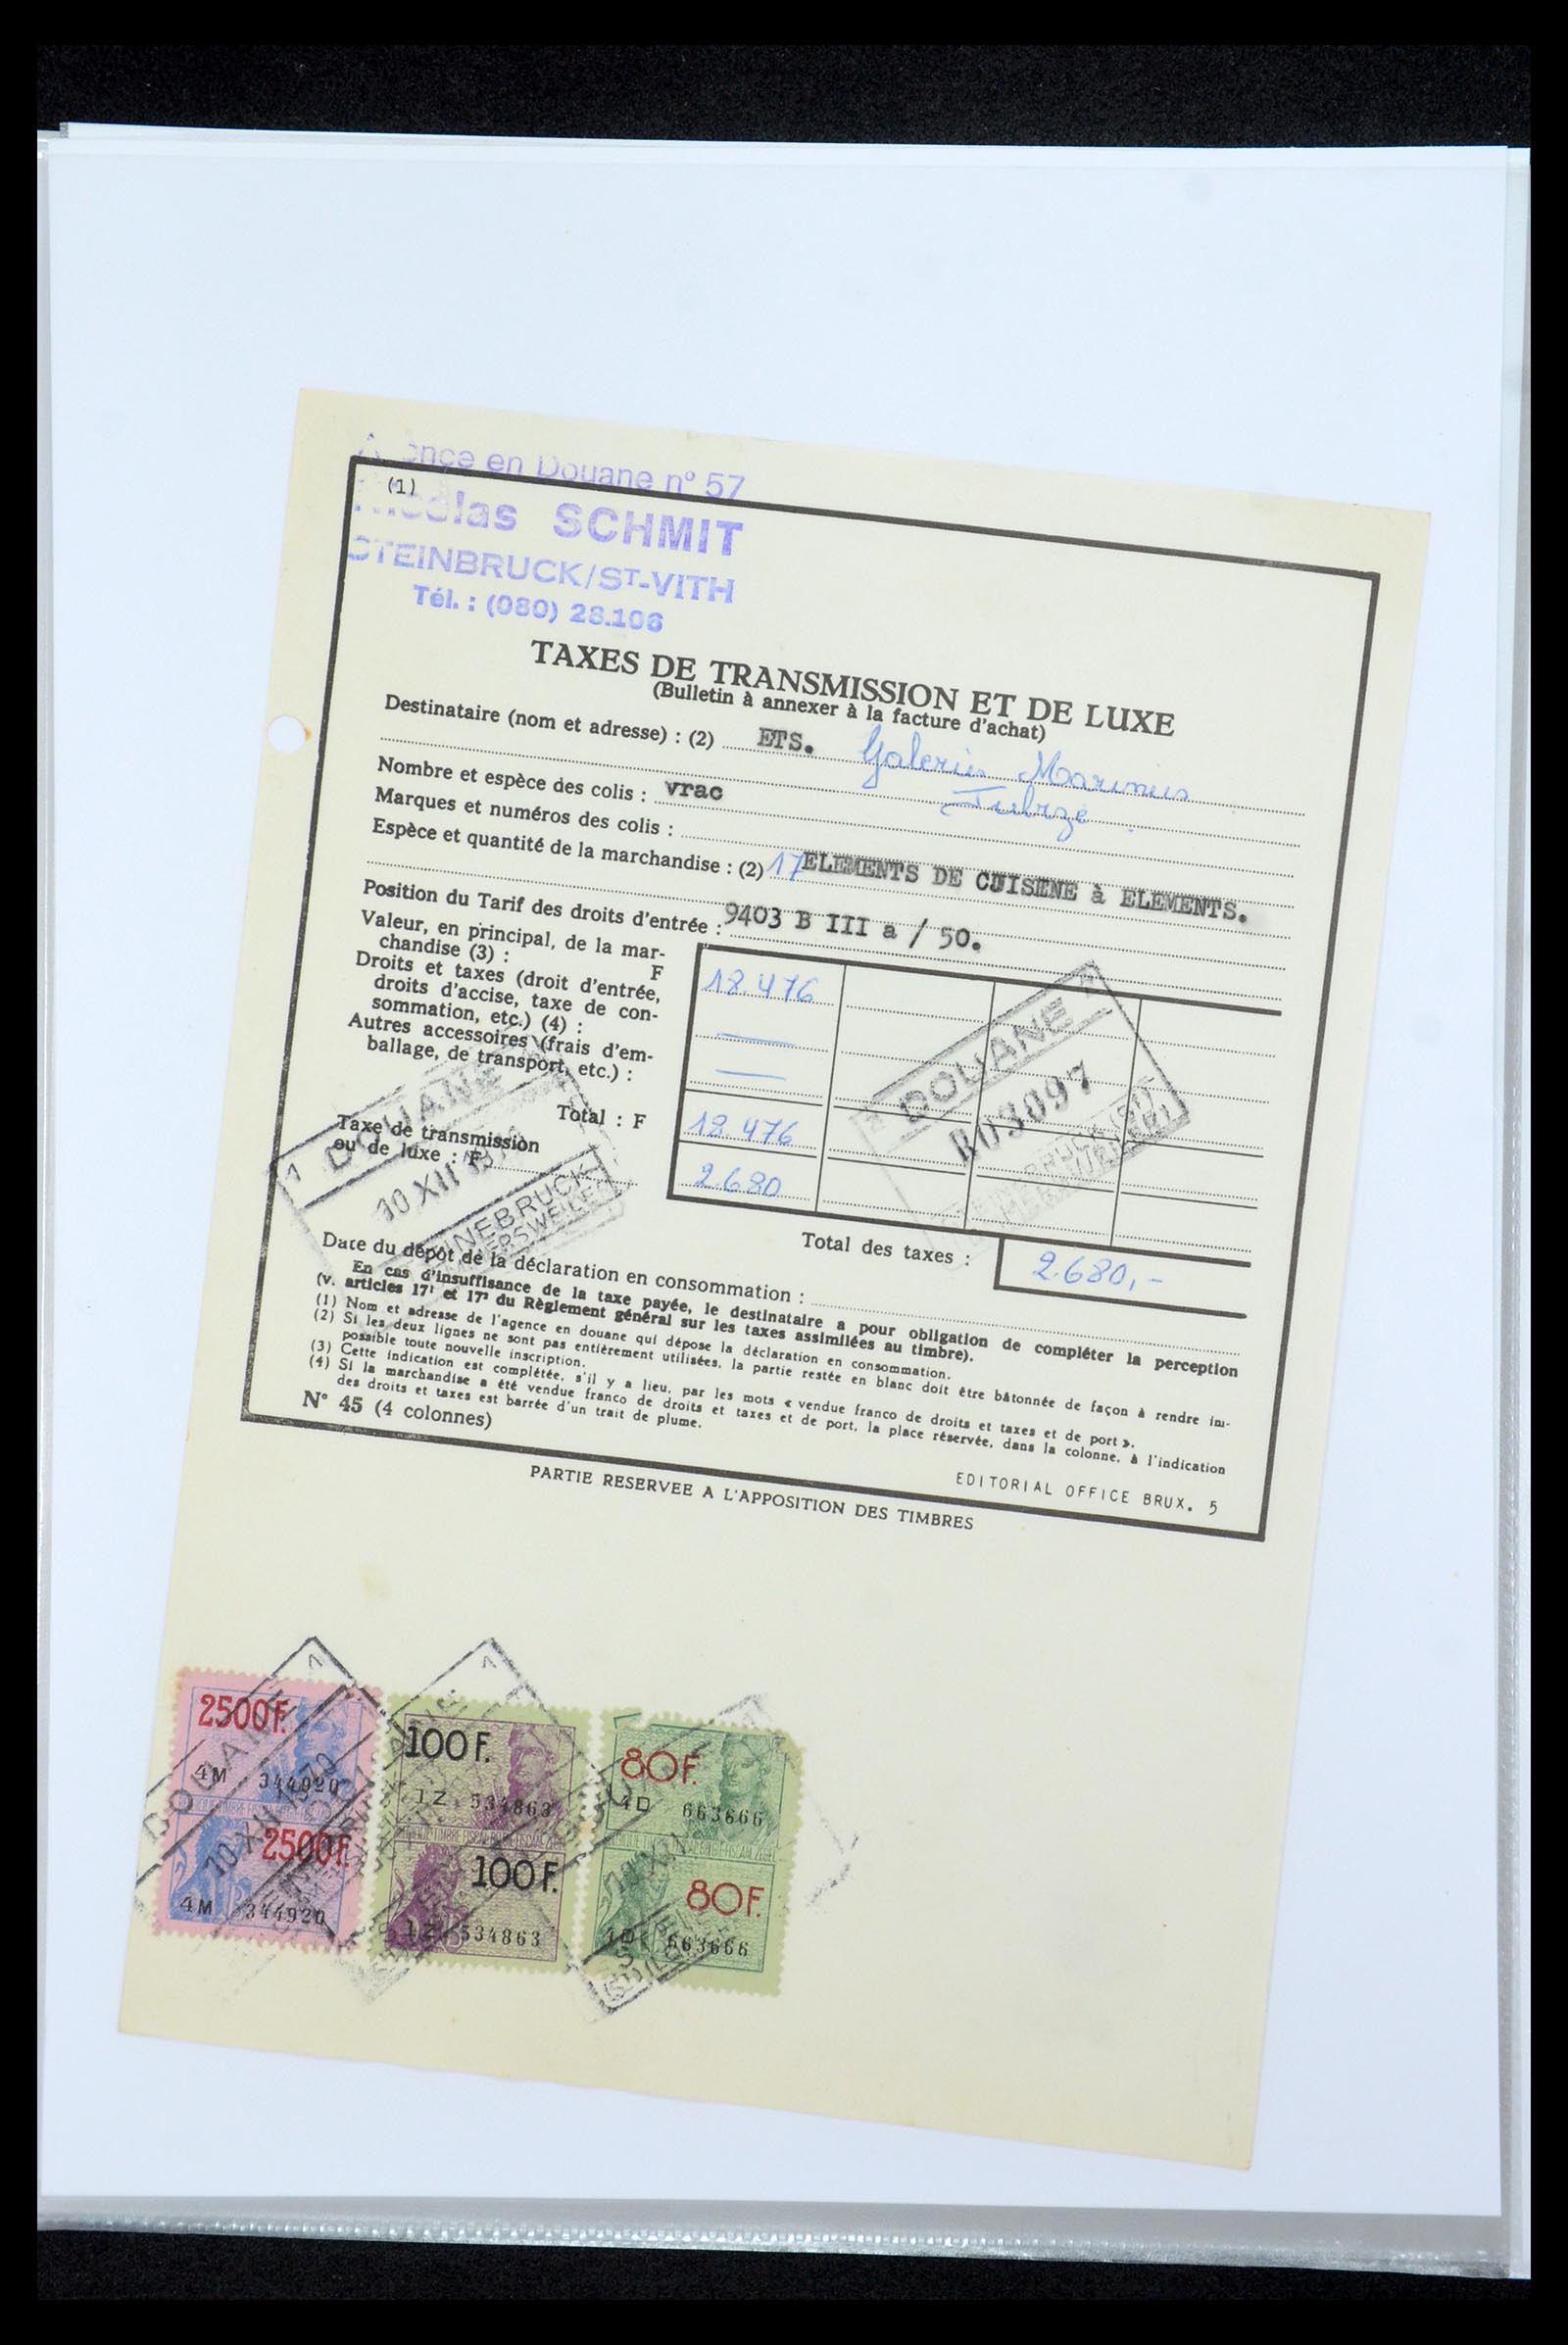 ence en Douane n° 57
(1)
Nicolas SCHMIT
STEINBRUCK/ST-VITH
Tél. : (080) 28.106
TAXES DE TRANSMISSION ET DE LUXE
(Bulletin à annexer à la facture d'achat)
Destinataire (nom et adresse) : (2) ETS. Galeries Marinus
Nombre et espèce des colis : vrac
Marques et numéros des colis :
Espèce et quantité de la marchandise : (2) 17 ELEMENTS DE CUISENE à ELEMENTS.
Position du Tarif des droits d'entrée : 9403 B III a / 50.
Valeur, en principal, de la mar-
chandise (3) : F 18.476
Droits et taxes (droit d'entrée,
droits d'accise, taxe de con-
sommation, etc.) (4) : —
Autres accessoires (frais d'em-
ballage, de transport, etc.) : —
Total : F 18.476
Taxe de transmission
ou de luxe : F 2.680
DOUANE
R03097
1 DOUANE
10 XII
Total des taxes : 2.680,-
Date du dépôt de la déclaration en consommation :
En cas d'insuffisance de la taxe payée, le destinataire a pour obligation de compléter la perception
(v. articles 17¹ et 17² du Règlement général sur les taxes assimilées au timbre).
(1) Nom et adresse de l'agence en douane qui dépose la déclaration en consommation.
(2) Si les deux lignes ne sont pas entièrement utilisées, la partie restée en blanc doit être bâtonnée de façon à rendre im-
possible toute nouvelle inscription.
(3) Cette indication est complétée, s'il y a lieu, par les mots « vendue franco de droits et taxes et de port ».
(4) Si la marchandise a été vendue franco de droits et taxes et de port, la place réservée, dans la colonne, à l'indication
des droits et taxes est barrée d'un trait de plume.
N° 45 (4 colonnes)
EDITORIAL OFFICE BRUX. 5
PARTIE RESERVEE A L'APPOSITION DES TIMBRES
2500F.
4M 344920
2500F.
4M 344920
DOUANE
10 XII 1970
100F.
1Z 534863
100F.
1Z 534863
80F.
4D 663666
80F.
4D 663666